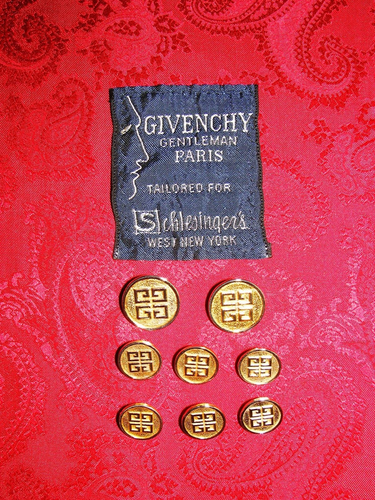 GIVENCHY
GENTLEMAN
PARIS
TAILORED FOR
Schlesinger's
WEST NEW YORK